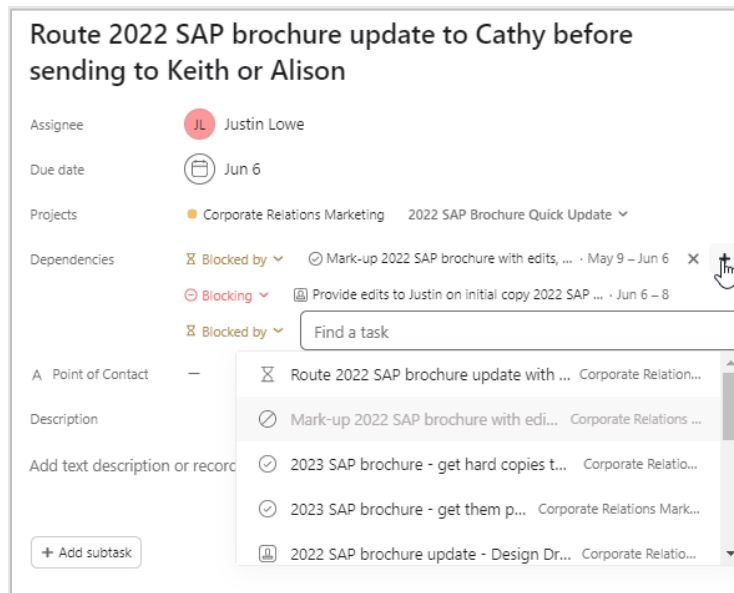 Route 2022 SAP brochure update to Cathy before
sending to Keith or Alison
Assignee JL Justin Lowe
Due date Jun 6
Projects Corporate Relations Marketing 2022 SAP Brochure Quick Update
Dependencies Blocked by Mark-up 2022 SAP brochure with edits, ... · May 9 – Jun 6
Blocking Provide edits to Justin on initial copy 2022 SAP ... · Jun 6 – 8
Blocked by Find a task
A Point of Contact —
Route 2022 SAP brochure update with ... Corporate Relation...
Description
Mark-up 2022 SAP brochure with edi... Corporate Relations ...
Add text description or record
2023 SAP brochure - get hard copies t... Corporate Relatio...
2023 SAP brochure - get them p... Corporate Relations Mark...
+ Add subtask
2022 SAP brochure update - Design Dr... Corporate Relatio...